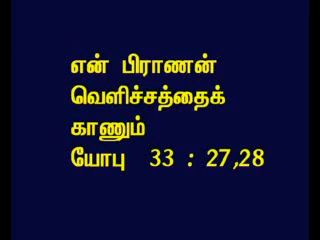 என் பிராணன்
வெளிச்சத்தைக்
காணும்
யோபு 33 : 27,28